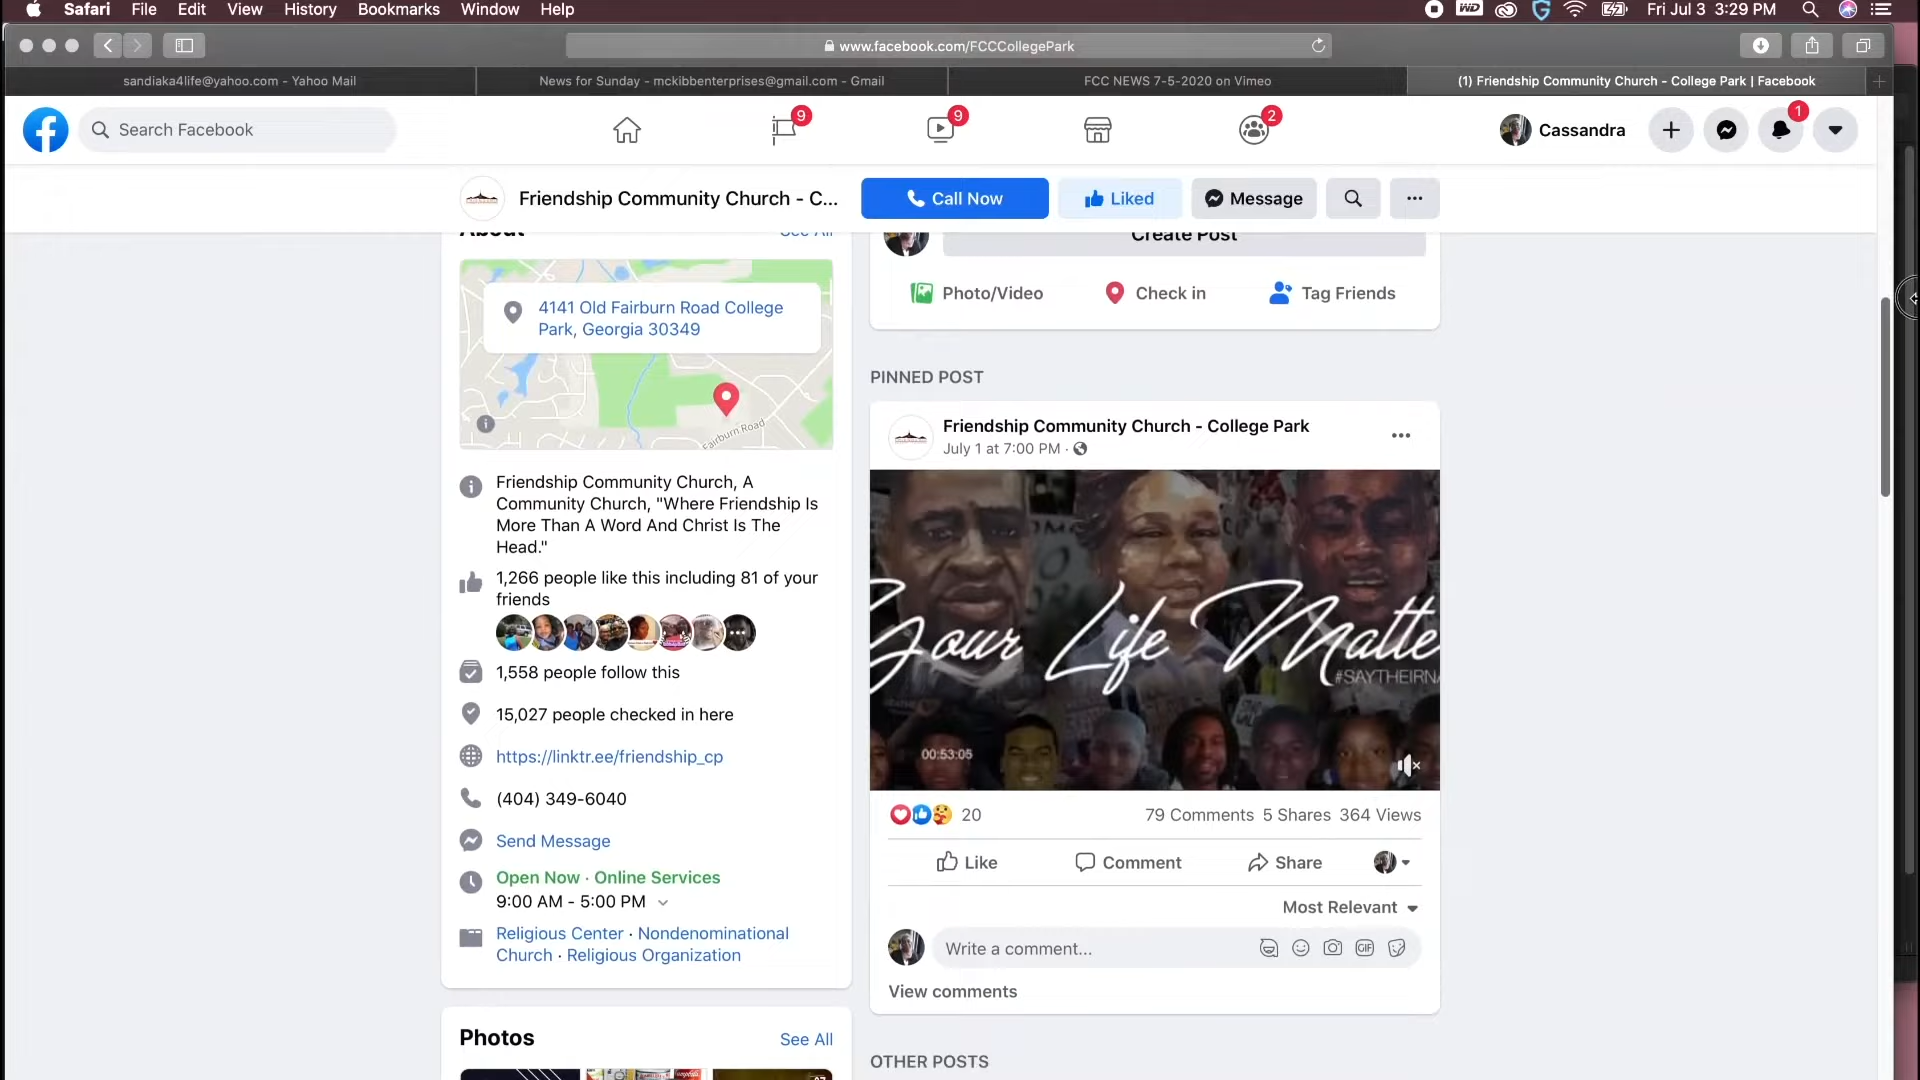 Safari File Edit View History Bookmarks Window Help
WD
Fri Jul 3 3:29 PM
www.facebook.com/FCCCollegePark
sandiaka4life@yahoo.com - Yahoo Mail
News for Sunday - mckibbenterprises@gmail.com - Gmail
FCC NEWS 7-5-2020 on Vimeo
(1) Friendship Community Church - College Park | Facebook
Search Facebook
9
9
2
Cassandra
1
Friendship Community Church - C...
Call Now
Liked
Message
About
See All
4141 Old Fairburn Road College
Park, Georgia 30349
Fairburn Road
Friendship Community Church, A
Community Church, "Where Friendship Is
More Than A Word And Christ Is The
Head."
1,266 people like this including 81 of your
friends
1,558 people follow this
15,027 people checked in here
https://linktr.ee/friendship_cp
(404) 349-6040
Send Message
Open Now · Online Services
9:00 AM - 5:00 PM
Religious Center · Nondenominational
Church · Religious Organization
Photos
See All
Create Post
Photo/Video
Check in
Tag Friends
PINNED POST
Friendship Community Church - College Park
July 1 at 7:00 PM ·
Your Life Matte
#SAYTHEIRNA
00:53:05
20
79 Comments 5 Shares 364 Views
Like
Comment
Share
Most Relevant
Write a comment...
GIF
View comments
OTHER POSTS